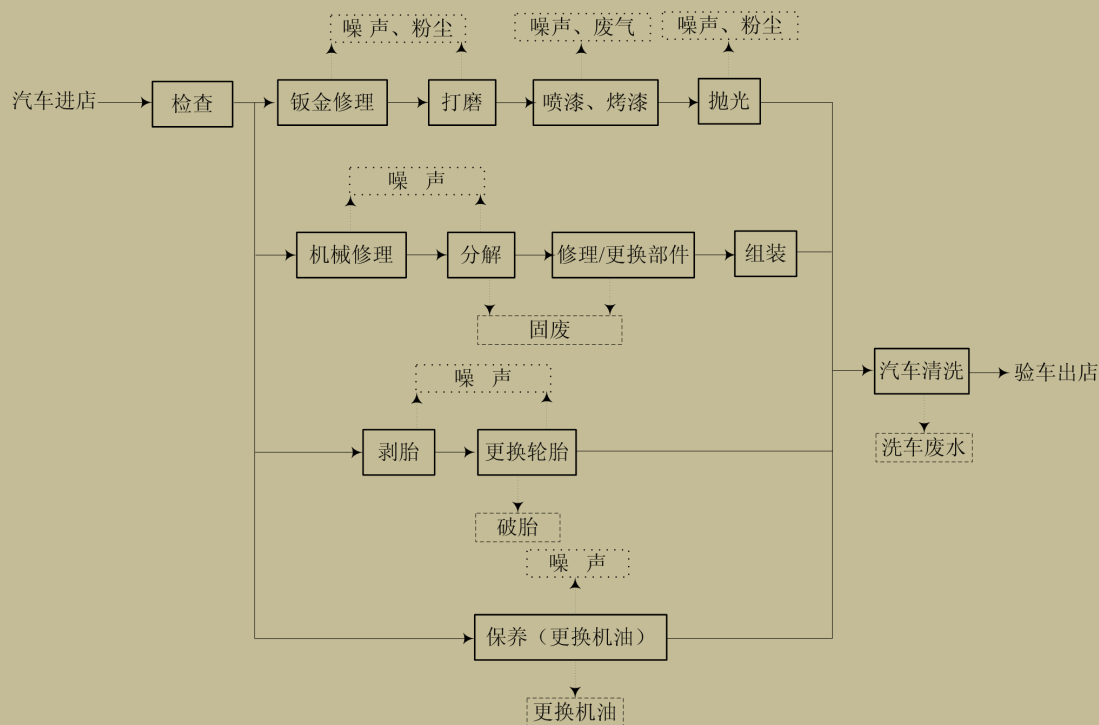 噪 声、粉尘
噪声、废气
噪声、粉尘
汽车进店
检查
钣金修理
打磨
喷漆、烤漆
抛光
噪 声
机械修理
分解
修理/更换部件
组装
固废
噪 声
汽车清洗
验车出店
剥胎
更换轮胎
洗车废水
破胎
噪 声
保养（更换机油）
更换机油